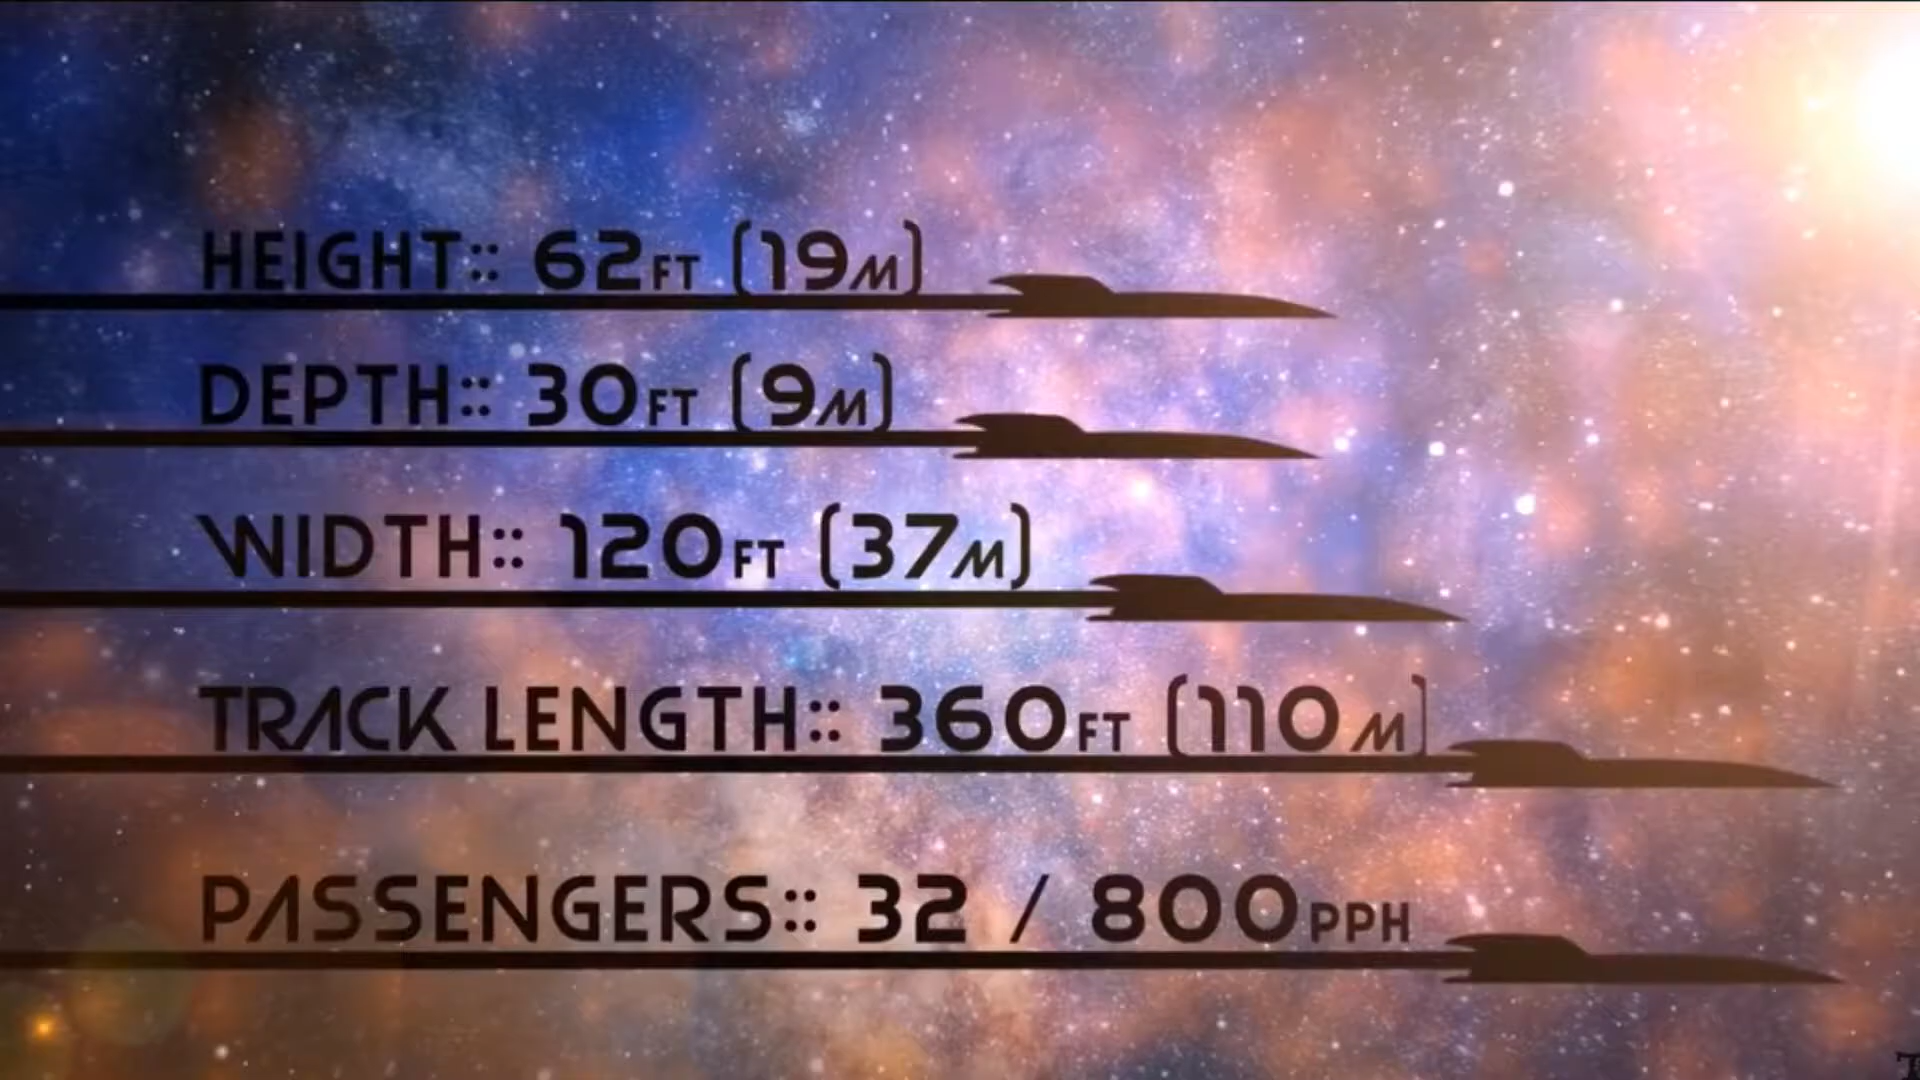 HEIGHT:: 62FT (19M)
DEPTH:: 30FT (9M)
WIDTH:: 120FT (37M)
TRACK LENGTH:: 360FT (110M)
PASSENGERS:: 32 / 800PPH